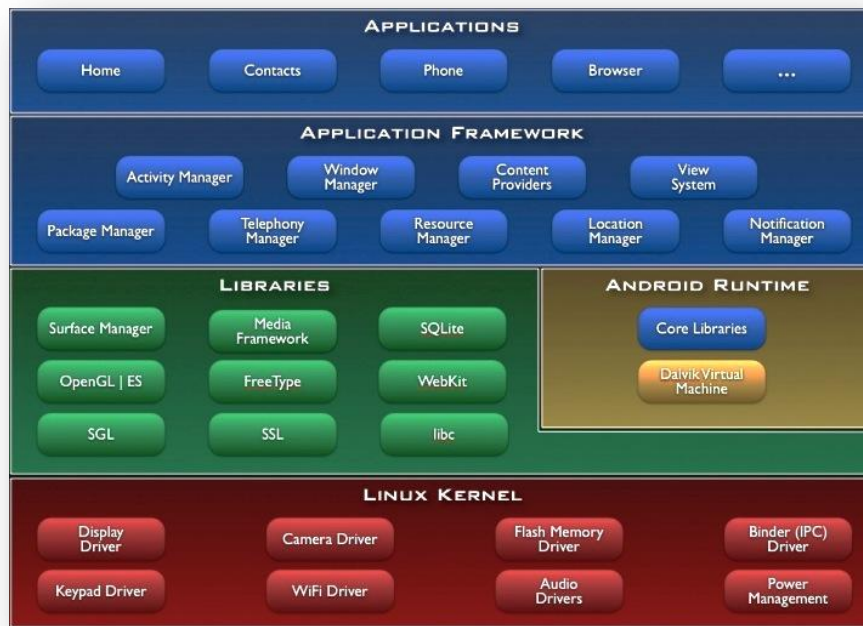 APPLICATIONS
Home
Contacts
Phone
Browser
...
APPLICATION FRAMEWORK
Activity Manager
Window
Manager
Content
Providers
View
System
Package Manager
Telephony
Manager
Resource
Manager
Location
Manager
Notification
Manager
LIBRARIES
Surface Manager
Media
Framework
SQLite
OpenGL | ES
FreeType
WebKit
SGL
SSL
libc
ANDROID RUNTIME
Core Libraries
Dalvik Virtual
Machine
LINUX KERNEL
Display
Driver
Camera Driver
Flash Memory
Driver
Binder (IPC)
Driver
Keypad Driver
WiFi Driver
Audio
Drivers
Power
Management